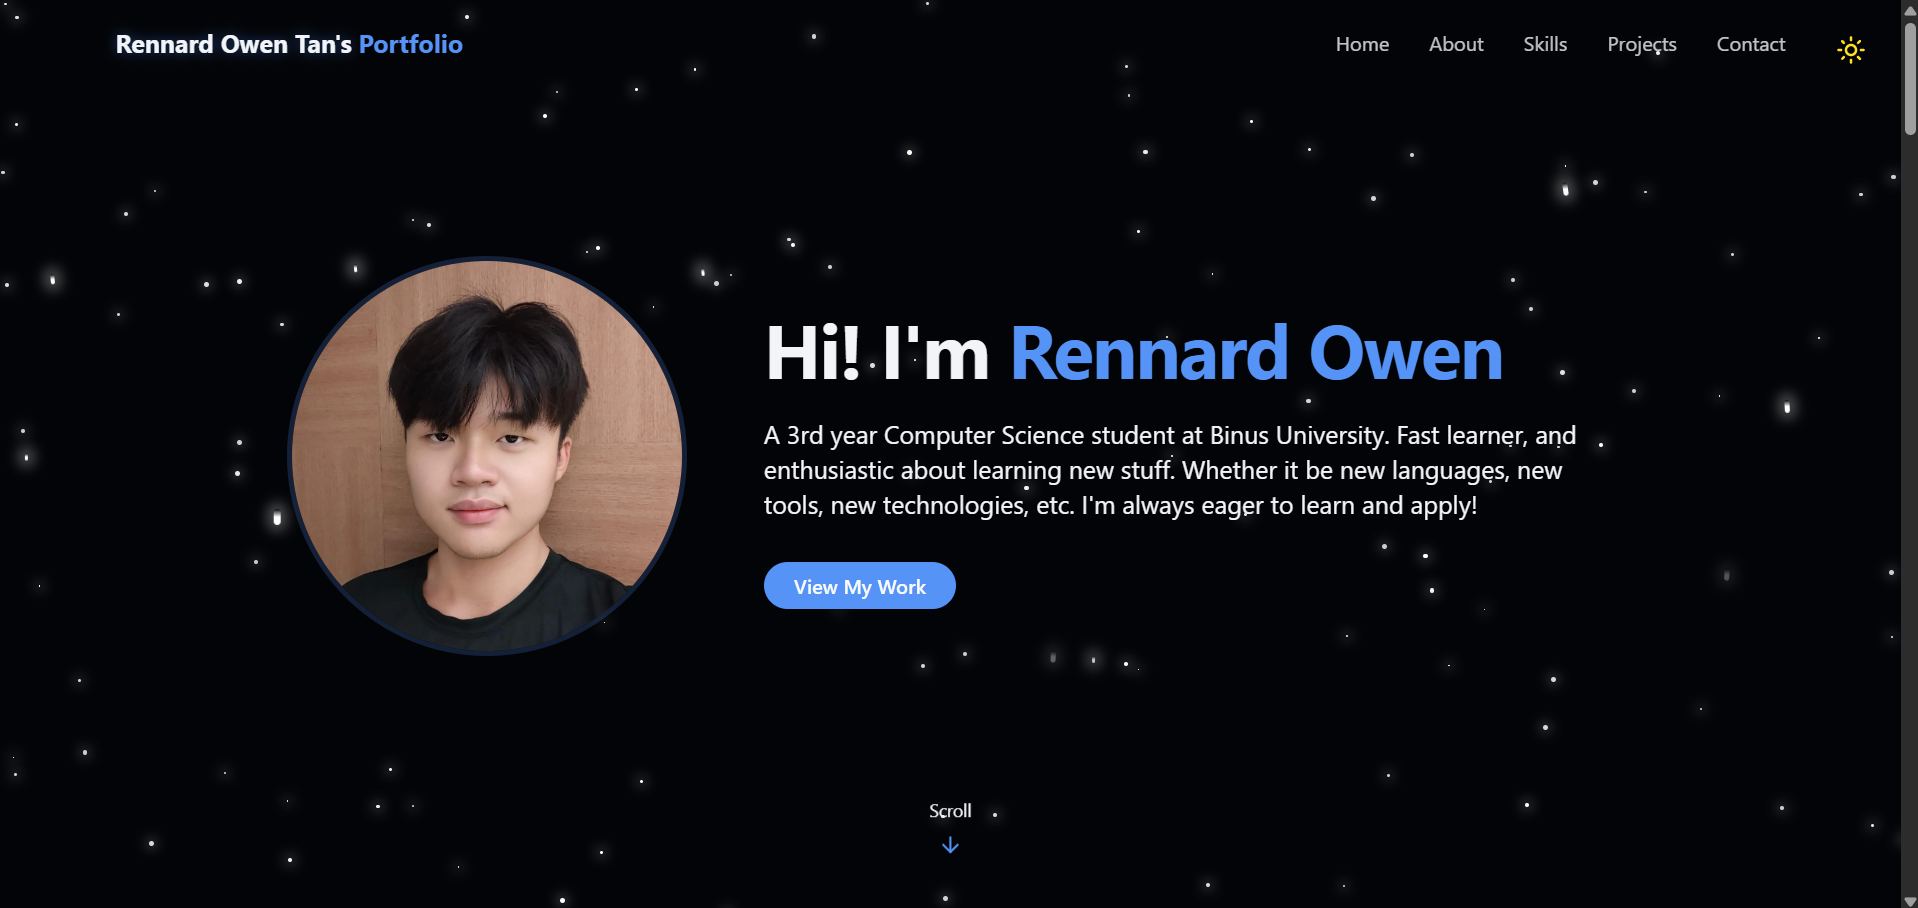 Rennard Owen Tan's Portfolio
Home About Skills Projects Contact
Hi! I'm Rennard Owen
A 3rd year Computer Science student at Binus University. Fast learner, and
enthusiastic about learning new stuff. Whether it be new languages, new
tools, new technologies, etc. I'm always eager to learn and apply!
View My Work
Scroll